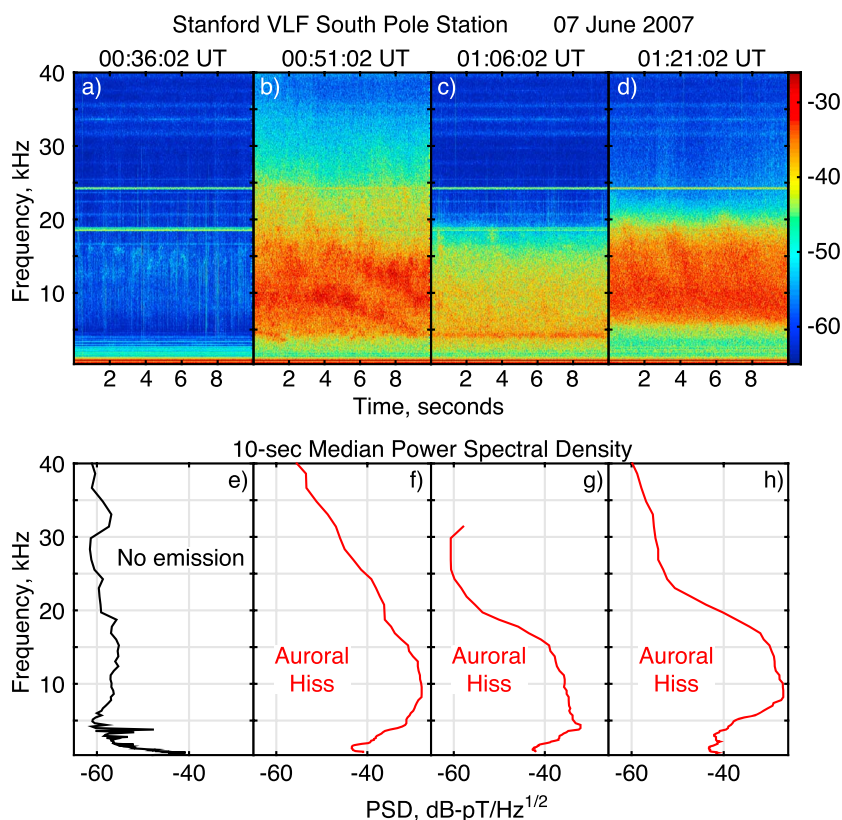 Stanford VLF South Pole Station 07 June 2007
00:36:02 UT 00:51:02 UT 01:06:02 UT 01:21:02 UT
a) b) c) d)
Frequency, kHz
40
30
20
10
-30
-40
-50
-60
2 4 6 8 2 4 6 8 2 4 6 8 2 4 6 8
Time, seconds
10-sec Median Power Spectral Density
e) f) g) h)
Frequency, kHz
40
30
20
10
No emission
Auroral
Hiss
Auroral
Hiss
Auroral
Hiss
-60 -40 -60 -40 -60 -40 -60 -40
PSD, dB-pT/Hz1/2